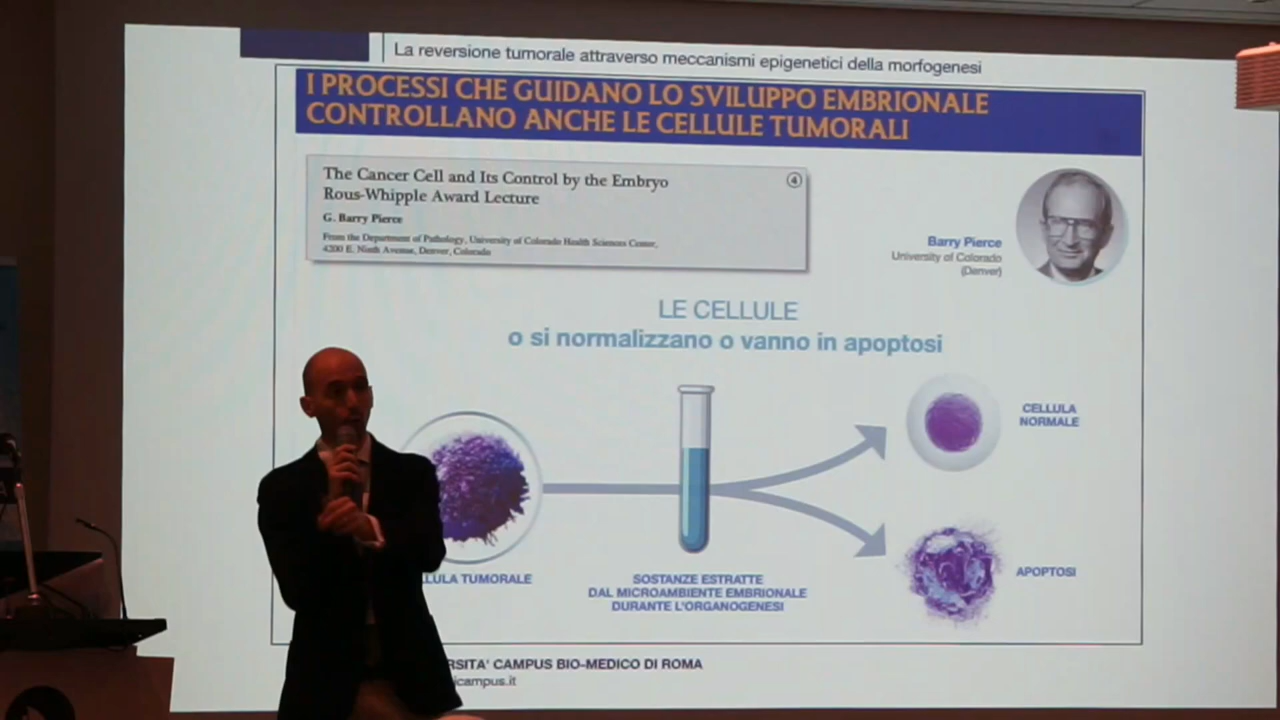 La reversione tumorale attraverso meccanismi epigenetici della morfogenesi
I PROCESSI CHE GUIDANO LO SVILUPPO EMBRIONALE
CONTROLLANO ANCHE LE CELLULE TUMORALI
The Cancer Cell and Its Control by the Embryo
Rous-Whipple Award Lecture
4
G. Barry Pierce
From the Department of Pathology, University of Colorado Health Sciences Center,
4200 E. Ninth Avenue, Denver, Colorado
Barry Pierce
University of Colorado
(Denver)
LE CELLULE
o si normalizzano o vanno in apoptosi
CELLULA
NORMALE
LULA TUMORALE
SOSTANZE ESTRATTE
DAL MICROAMBIENTE EMBRIONALE
DURANTE L'ORGANOGENESI
APOPTOSI
RSITA' CAMPUS BIO-MEDICO DI ROMA
icampus.it